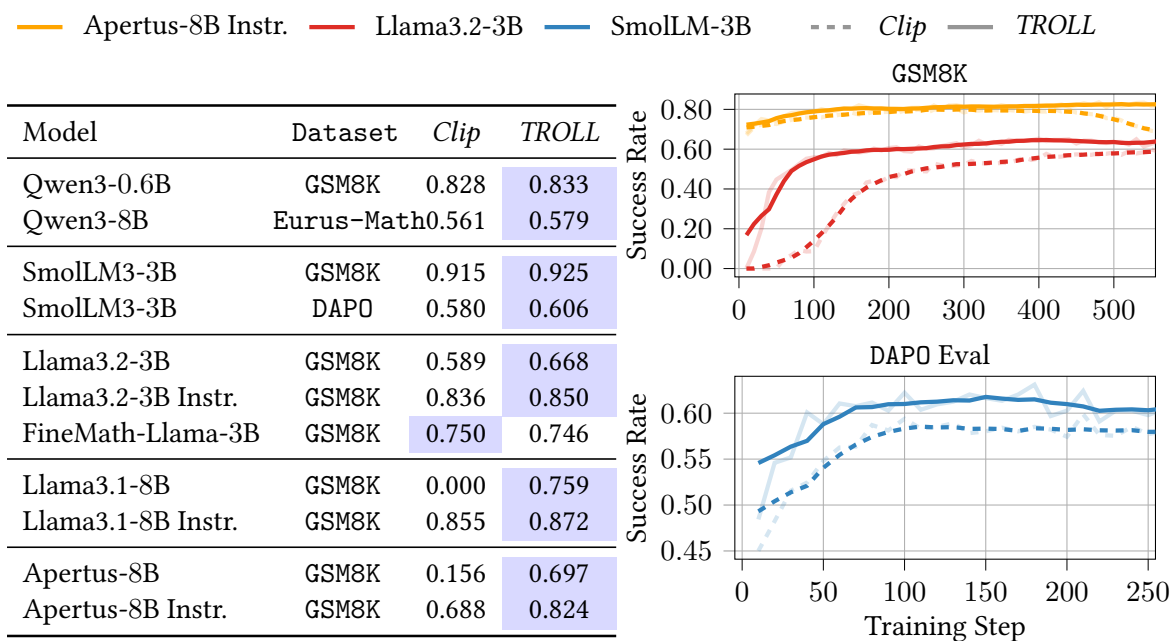 Apertus-8B Instr. Llama3.2-3B SmolLM-3B Clip TROLL
Model Dataset Clip TROLL
Qwen3-0.6B GSM8K 0.828 0.833
Qwen3-8B Eurus-Math 0.561 0.579
SmolLM3-3B GSM8K 0.915 0.925
SmolLM3-3B DAPO 0.580 0.606
Llama3.2-3B GSM8K 0.589 0.668
Llama3.2-3B Instr. GSM8K 0.836 0.850
FineMath-Llama-3B GSM8K 0.750 0.746
Llama3.1-8B GSM8K 0.000 0.759
Llama3.1-8B Instr. GSM8K 0.855 0.872
Apertus-8B GSM8K 0.156 0.697
Apertus-8B Instr. GSM8K 0.688 0.824
GSM8K
Success Rate
0.80
0.60
0.40
0.20
0.00
0 100 200 300 400 500
DAPO Eval
Success Rate
0.60
0.55
0.50
0.45
0 50 100 150 200 250
Training Step